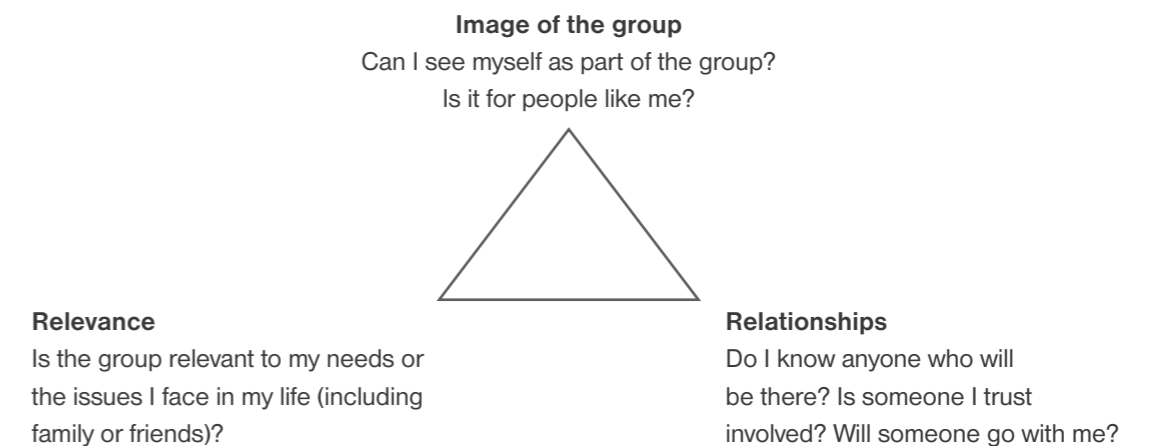 Image of the group
Can I see myself as part of the group?
Is it for people like me?
Relevance
Is the group relevant to my needs or
the issues I face in my life (including
family or friends)?
Relationships
Do I know anyone who will
be there? Is someone I trust
involved? Will someone go with me?